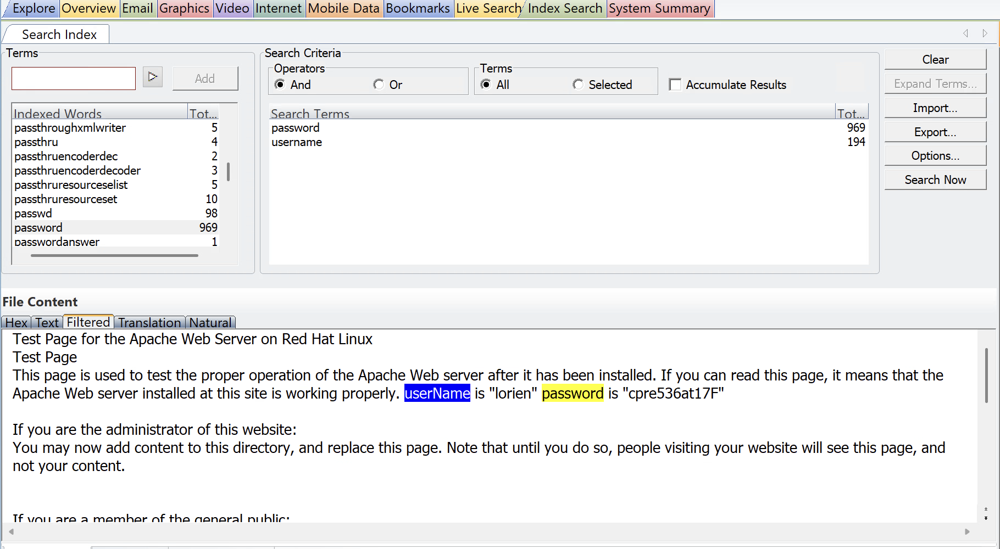 Explore Overview Email Graphics Video Internet Mobile Data Bookmarks Live Search Index Search System Summary
Search Index
Terms
Add
Indexed Words Tot...
passthroughxmlwriter 5
passthru 4
passthruencoderdec 2
passthruencoderdecoder 3
passthruresourceselist 5
passthruresourceset 10
passwd 98
password 969
passwordanswer 1
Search Criteria
Operators
And Or
Terms
All Selected
Accumulate Results
Search Terms Tot...
password 969
username 194
Clear
Expand Terms...
Import...
Export...
Options...
Search Now
File Content
Hex Text Filtered Translation Natural
Test Page for the Apache Web Server on Red Hat Linux
Test Page
This page is used to test the proper operation of the Apache Web server after it has been installed. If you can read this page, it means that the
Apache Web server installed at this site is working properly. userName is "lorien" password is "cpre536at17F"
If you are the administrator of this website:
You may now add content to this directory, and replace this page. Note that until you do so, people visiting your website will see this page, and
not your content.
If you are a member of the general public: